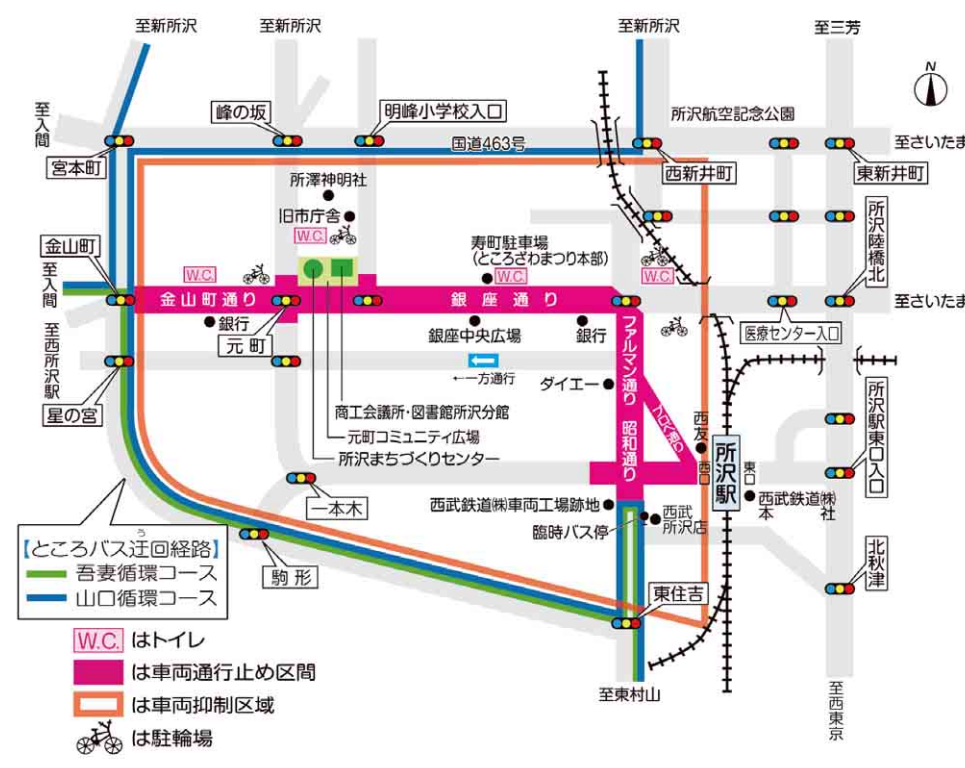 至新所沢
至新所沢
至新所沢
至三芳
N
至入間
峰の坂
明峰小学校入口
所沢航空記念公園
国道463号
至さいたま
宮本町
西新井町
東新井町
所澤神明社
旧市庁舎
W.C.
所沢陸橋北
金山町
寿町駐車場
(ところざわまつり本部)
W.C.
W.C.
W.C.
至入間
金山町通り
銀座通り
至さいたま
銀行
元町
銀座中央広場
銀行
医療センター入口
至西所沢駅
←一方通行
ファルマン通り
星の宮
ダイエー
商工会議所・図書館所沢分館
元町コミュニティ広場
所沢まちづくりセンター
昭和通り
プロぺ通り
西友
西口
所沢駅
東口
所沢駅東口入口
一本木
西武鉄道㈱車両工場跡地
臨時バス停
西武所沢店
西武鉄道㈱本社
【ところバス迂回経路】
う
吾妻循環コース
山口循環コース
駒形
東住吉
北秋津
W.C.はトイレ
は車両通行止め区間
は車両抑制区域
は駐輪場
至東村山
至西東京